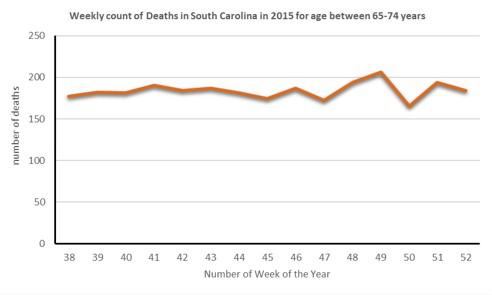 Weekly count of Deaths in South Carolina in 2015 for age between 65-74 years
250
200
150
100
50
0
number of deaths
38 39 40 41 42 43 44 45 46 47 48 49 50 51 52
Number of Week of the Year